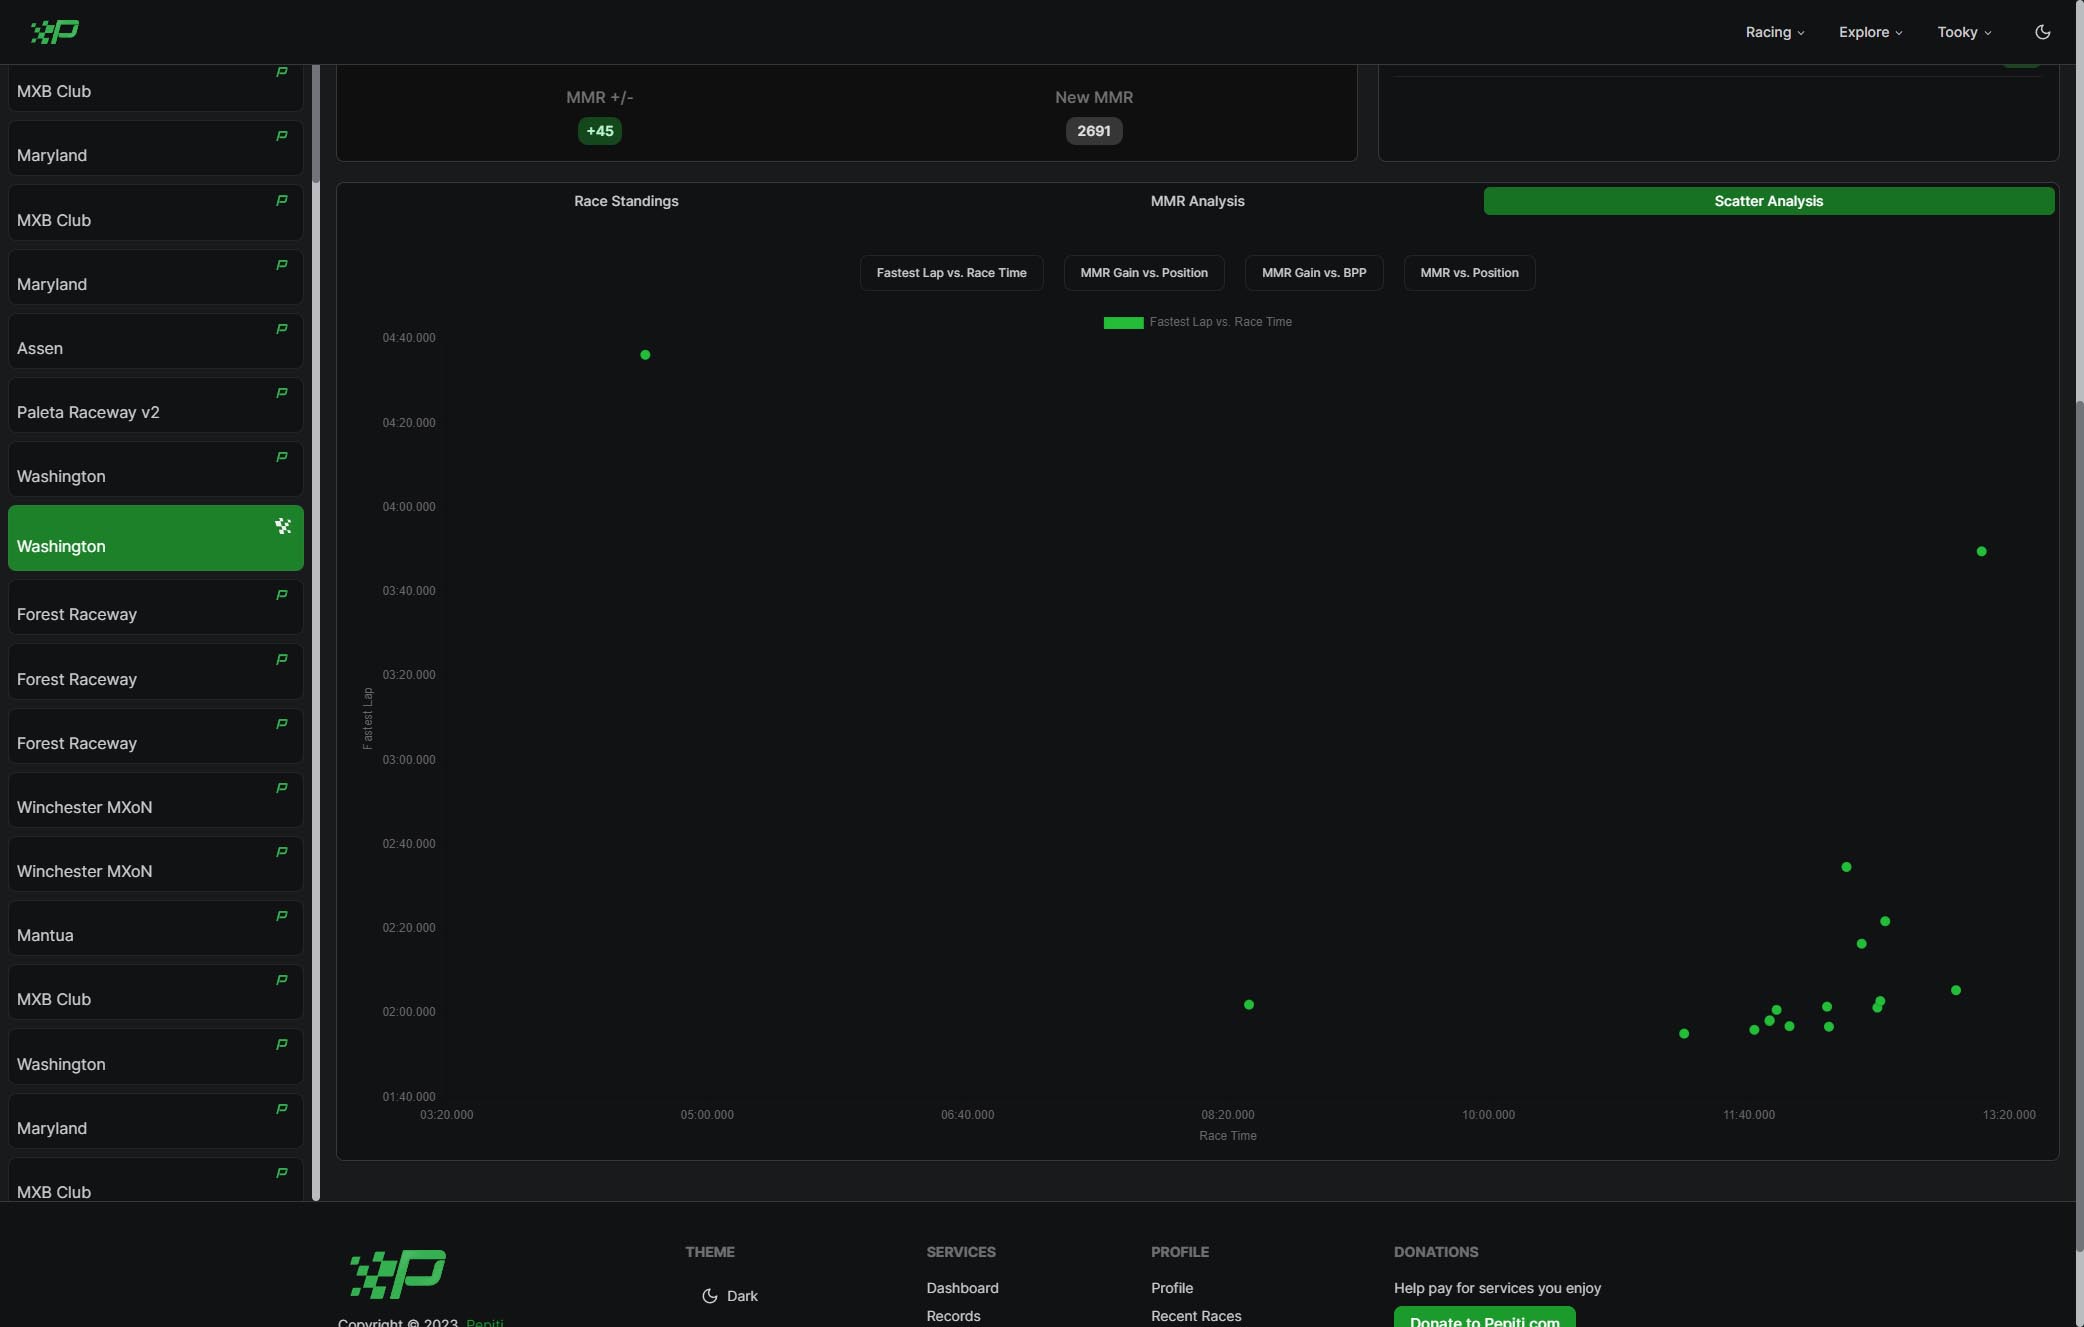 Racing
Explore
Tooky
MXB Club
Maryland
MXB Club
Maryland
Assen
Paleta Raceway v2
Washington
Washington
Forest Raceway
Forest Raceway
Forest Raceway
Winchester MXoN
Winchester MXoN
Mantua
MXB Club
Washington
Maryland
MXB Club
MMR +/-
New MMR
+45
2691
Race Standings
MMR Analysis
Scatter Analysis
Fastest Lap vs. Race Time
MMR Gain vs. Position
MMR Gain vs. BPP
MMR vs. Position
Fastest Lap vs. Race Time
04:40.000
04:20.000
04:00.000
03:40.000
03:20.000
Fastest Lap
03:00.000
02:40.000
02:20.000
02:00.000
01:40.000
03:20.000
05:00.000
06:40.000
08:20.000
10:00.000
11:40.000
13:20.000
Race Time
Copyright © 2023 Pepiti
THEME
Dark
SERVICES
Dashboard
Records
PROFILE
Profile
Recent Races
DONATIONS
Help pay for services you enjoy
Donate to Pepiti.com